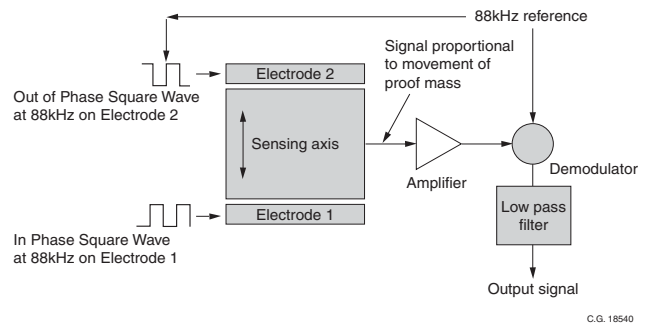 88kHz reference
Signal proportional
to movement of
proof mass
Electrode 2
Out of Phase Square Wave
at 88kHz on Electrode 2
Sensing axis
Amplifier
Demodulator
Electrode 1
Low pass
filter
In Phase Square Wave
at 88kHz on Electrode 1
Output signal
C.G. 18540